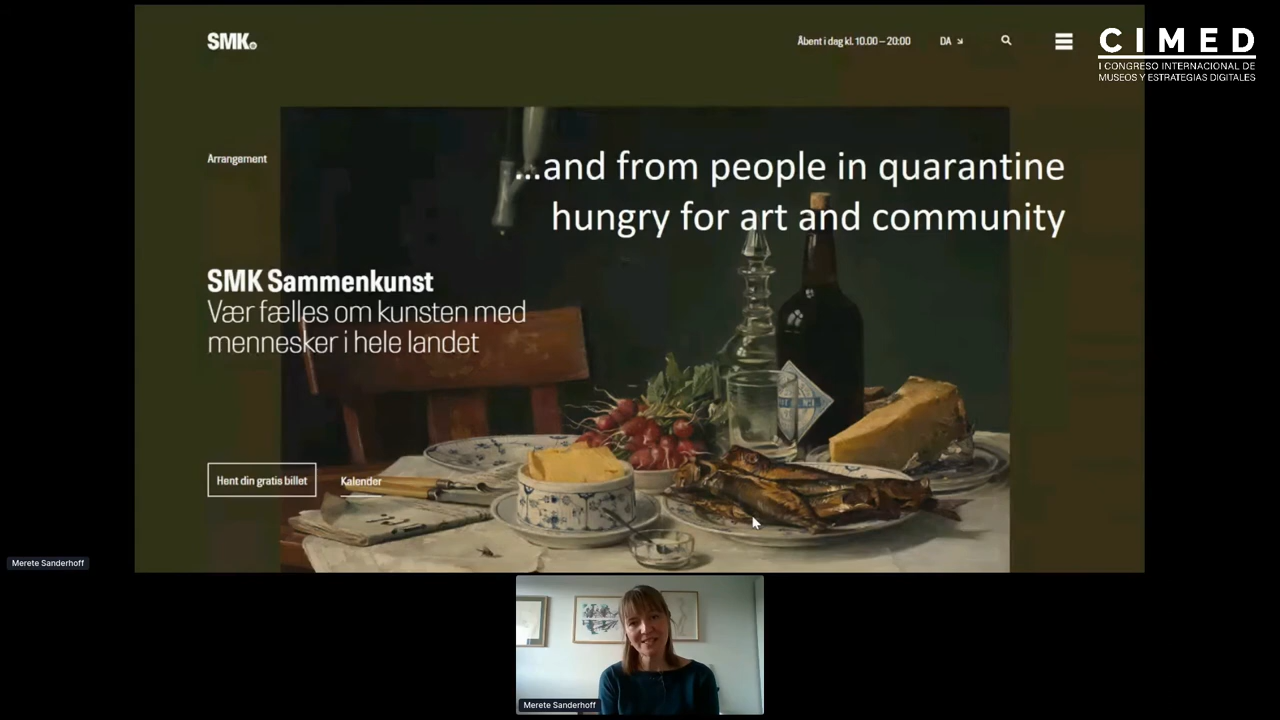 SMK
Åbent i dag kl. 10.00 – 20:00
DA
CIMED
I CONGRESO INTERNACIONAL DE
MUSEOS Y ESTRATEGIAS DIGITALES
Arrangement
...and from people in quarantine
hungry for art and community
SMK Sammenkunst
Vær fælles om kunsten med
mennesker i hele landet
Hent din gratis billet
Kalender
Merete Sanderhoff
Merete Sanderhoff